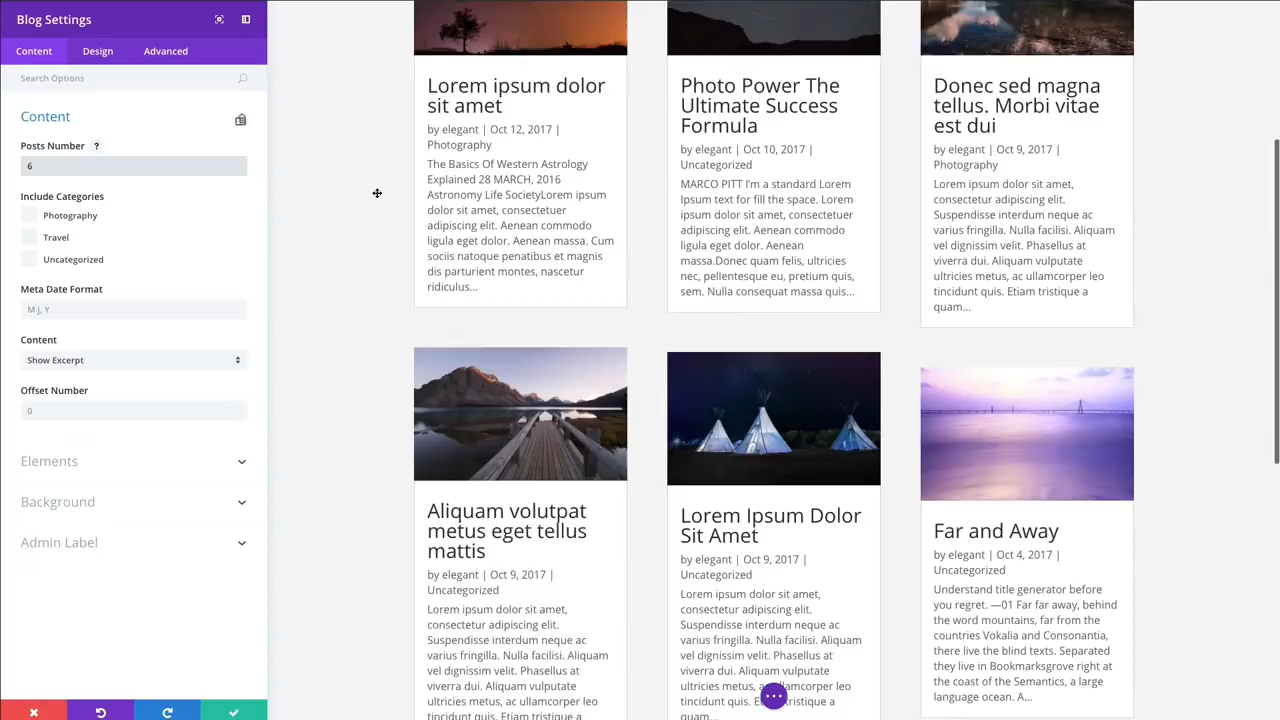 Blog Settings
Content
Design
Advanced
Search Options
Content
Posts Number ?
6
Include Categories
Photography
Travel
Uncategorized
Meta Date Format
M J, Y
Content
Show Excerpt
Offset Number
0
Elements
Background
Admin Label
Lorem ipsum dolor
sit amet
by elegant | Oct 12, 2017 |
Photography
The Basics Of Western Astrology
Explained 28 MARCH, 2016
Astronomy Life SocietyLorem ipsum
dolor sit amet, consectetuer
adipiscing elit. Aenean commodo
ligula eget dolor. Aenean massa. Cum
sociis natoque penatibus et magnis
dis parturient montes, nascetur
ridiculus...
Photo Power The
Ultimate Success
Formula
by elegant | Oct 10, 2017 |
Uncategorized
MARCO PITT I'm a standard Lorem
Ipsum text for fill the space. Lorem
ipsum dolor sit amet, consectetuer
adipiscing elit. Aenean commodo
ligula eget dolor. Aenean
massa.Donec quam felis, ultricies
nec, pellentesque eu, pretium quis,
sem. Nulla consequat massa quis...
Donec sed magna
tellus. Morbi vitae
est dui
by elegant | Oct 9, 2017 |
Photography
Lorem ipsum dolor sit amet,
consectetur adipiscing elit.
Suspendisse interdum neque ac
varius fringilla. Nulla facilisi. Aliquam
vel dignissim velit. Phasellus at
viverra dui. Aliquam vulputate
ultricies metus, ac ullamcorper leo
tincidunt quis. Etiam tristique a
quam...
Aliquam volutpat
metus eget tellus
mattis
by elegant | Oct 9, 2017 |
Uncategorized
Lorem ipsum dolor sit amet,
consectetur adipiscing elit.
Suspendisse interdum neque ac
varius fringilla. Nulla facilisi. Aliquam
vel dignissim velit. Phasellus at
viverra dui. Aliquam vulputate
ultricies metus, ac ullamcorper leo
tincidunt quis. Etiam tristique a
Lorem Ipsum Dolor
Sit Amet
by elegant | Oct 9, 2017 |
Uncategorized
Lorem ipsum dolor sit amet,
consectetur adipiscing elit.
Suspendisse interdum neque ac
varius fringilla. Nulla facilisi. Aliquam
vel dignissim velit. Phasellus at
viverra dui. Aliquam vulputate
ultricies metus, leo
tincidunt quis. tristique a
quam...
Far and Away
by elegant | Oct 4, 2017 |
Uncategorized
Understand title generator before
you regret. —01 Far far away, behind
the word mountains, far from the
countries Vokalia and Consonantia,
there live the blind texts. Separated
they live in Bookmarksgrove right at
the coast of the Semantics, a large
language ocean. A...